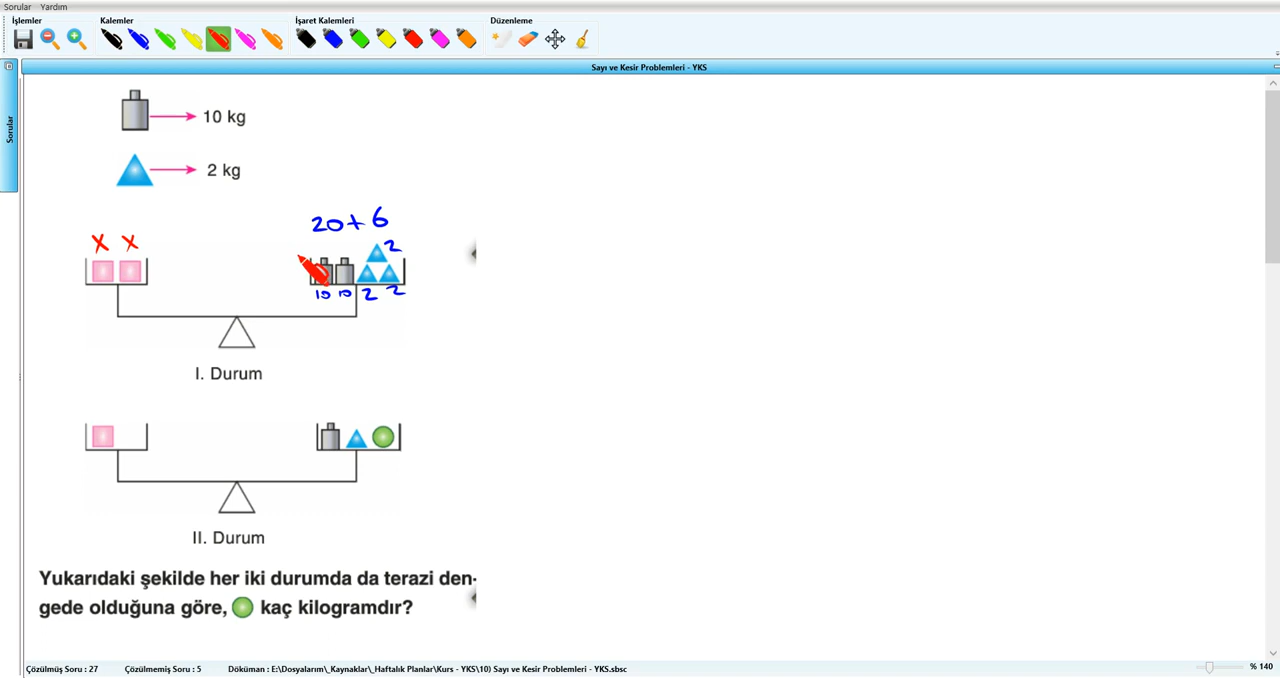 Sorular Yardım
İşlemler Kalemler İşaret Kalemleri Düzenleme
Sayı ve Kesir Problemleri - YKS
Sorular
10 kg
2 kg
20+6
x x
2
10 10 2 2
I. Durum
II. Durum
Yukarıdaki şekilde her iki durumda da terazi den-
gede olduğuna göre, kaç kilogramdır?
Çözülmüş Soru : 27 Çözülmemiş Soru : 5 Döküman : E:\Dosyalarım\_Kaynaklar\_Haftalık Planlar\Kurs - YKS\10) Sayı ve Kesir Problemleri - YKS.sbsc % 140